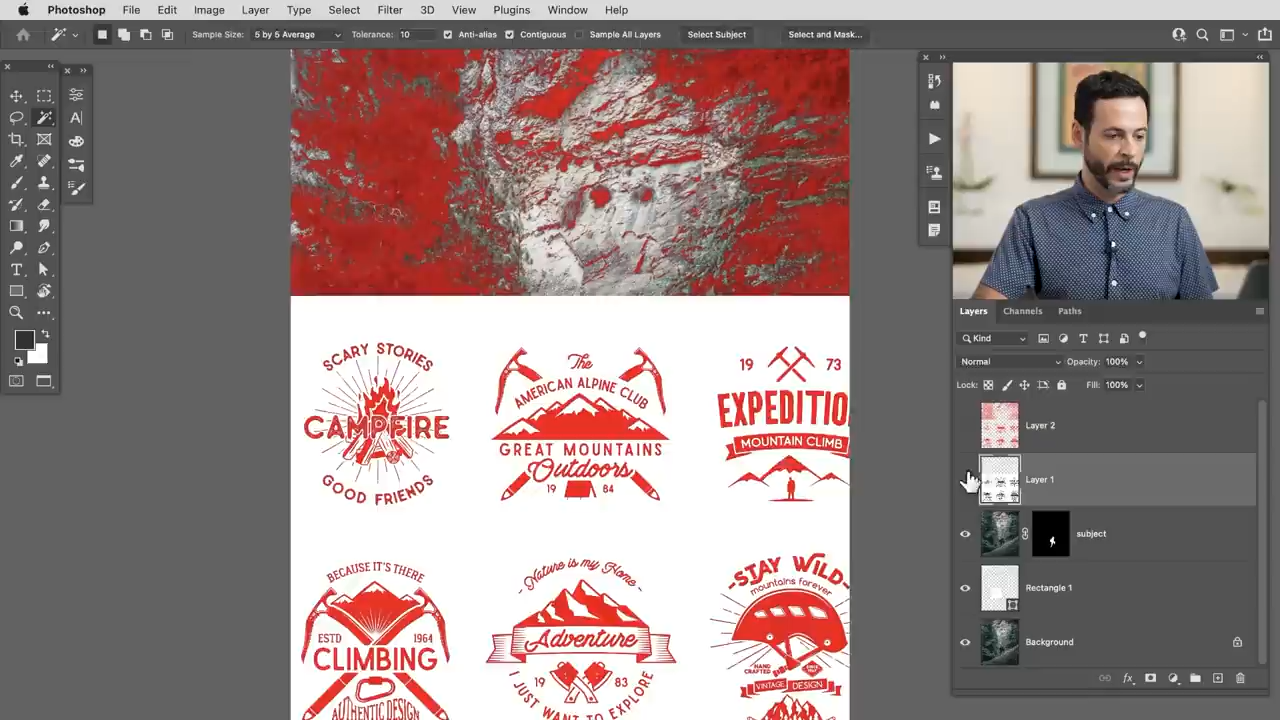 Photoshop File Edit Image Layer Type Select Filter 3D View Plugins Window Help
Sample Size: 5 by 5 Average Tolerance: 10 Anti-alias Contiguous Sample All Layers Select Subject Select and Mask...
SCARY STORIES
CAMPFIRE
GOOD FRIENDS
The
AMERICAN ALPINE CLUB
GREAT MOUNTAINS
Outdoors
19 84
19 73
EXPEDITIO
MOUNTAIN CLIMB
BECAUSE IT'S THERE
ESTD 1964
CLIMBING
AUTHENTIC DESIGN
- Nature is my Home -
Adventure
19 83
I JUST WANT TO EXPLORE
-STAY WILD-
mountains forever
HAND
CRAFTED
VINTAGE DESIGN
Layers Channels Paths
Kind
Normal Opacity: 100%
Lock: Fill: 100%
Layer 2
Layer 1
subject
Rectangle 1
Background